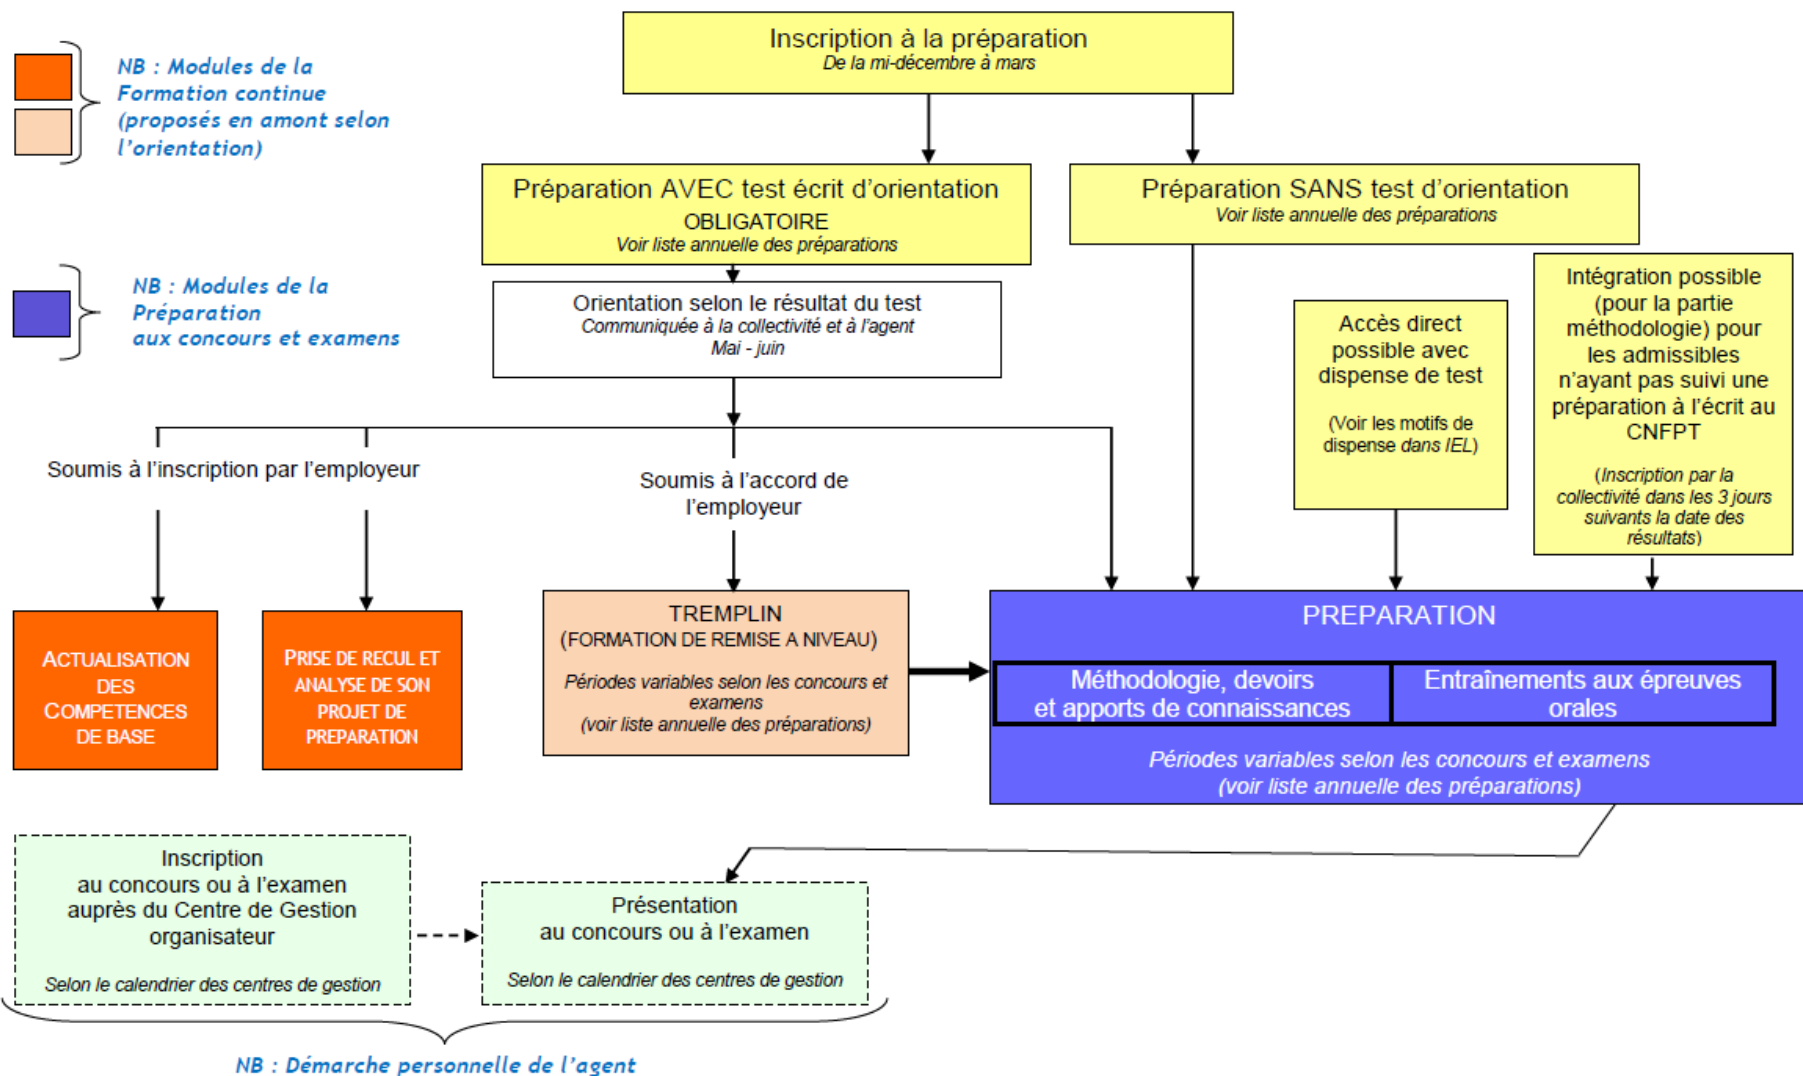 Inscription à la préparation
De la mi-décembre à mars
NB : Modules de la
Formation continue
(proposés en amont selon
l’orientation)
Préparation AVEC test écrit d’orientation
OBLIGATOIRE
Voir liste annuelle des préparations
Préparation SANS test d’orientation
Voir liste annuelle des préparations
NB : Modules de la
Préparation
aux concours et examens
Orientation selon le résultat du test
Communiquée à la collectivité et à l’agent
Mai - juin
Accès direct
possible avec
dispense de test
(Voir les motifs de
dispense dans IEL)
Intégration possible
(pour la partie
méthodologie) pour
les admissibles
n’ayant pas suivi une
préparation à l’écrit au
CNFPT
(Inscription par la
collectivité dans les 3 jours
suivants la date des
résultats)
Soumis à l’inscription par l’employeur
Soumis à l’accord de
l’employeur
ACTUALISATION
DES
COMPETENCES
DE BASE
PRISE DE RECUL ET
ANALYSE DE SON
PROJET DE
PREPARATION
TREMPLIN
(FORMATION DE REMISE A NIVEAU)
Périodes variables selon les concours et
examens
(voir liste annuelle des préparations)
PREPARATION
Méthodologie, devoirs
et apports de connaissances
Entraînements aux épreuves
orales
Périodes variables selon les concours et examens
(voir liste annuelle des préparations)
Inscription
au concours ou à l’examen
auprès du Centre de Gestion
organisateur
Selon le calendrier des centres de gestion
Présentation
au concours ou à l’examen
Selon le calendrier des centres de gestion
NB : Démarche personnelle de l’agent